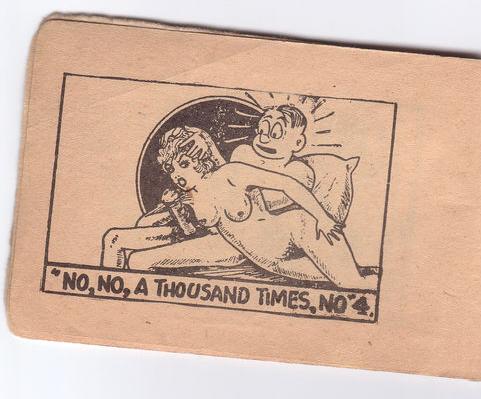 "NO, NO, A THOUSAND TIMES, NO" 4.